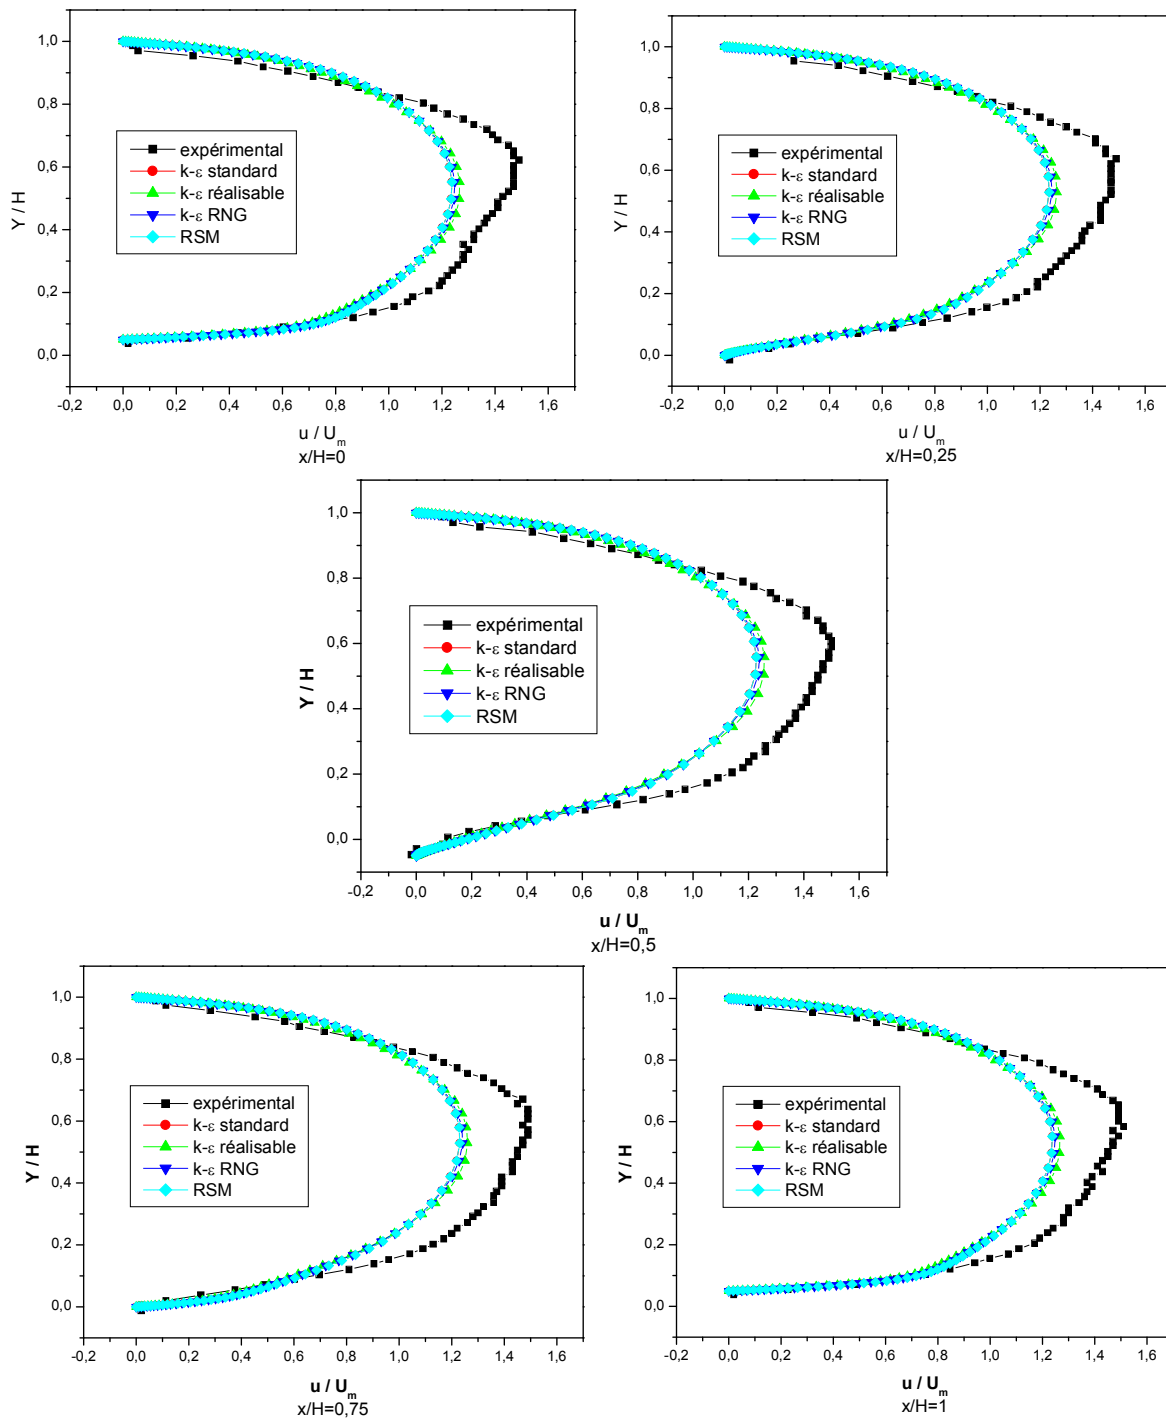 1,0
0,8
0,6
0,4
0,2
0,0
Y / H
expérimental
k-ε standard
k-ε réalisable
k-ε RNG
RSM
-0,2 0,0 0,2 0,4 0,6 0,8 1,0 1,2 1,4 1,6
u / Um
x/H=0
1,0
0,8
0,6
0,4
0,2
0,0
Y / H
expérimental
k-ε standard
k-ε réalisable
k-ε RNG
RSM
-0,2 0,0 0,2 0,4 0,6 0,8 1,0 1,2 1,4 1,6
u / Um
x/H=0,25
1,0
0,8
0,6
0,4
0,2
0,0
Y / H
expérimental
k-ε standard
k-ε réalisable
k-ε RNG
RSM
-0,2 0,0 0,2 0,4 0,6 0,8 1,0 1,2 1,4 1,6
u / Um
x/H=0,5
1,0
0,8
0,6
0,4
0,2
0,0
Y / H
expérimental
k-ε standard
k-ε réalisable
k-ε RNG
RSM
-0,2 0,0 0,2 0,4 0,6 0,8 1,0 1,2 1,4 1,6
u / Um
x/H=0,75
1,0
0,8
0,6
0,4
0,2
0,0
Y / H
expérimental
k-ε standard
k-ε réalisable
k-ε RNG
RSM
-0,2 0,0 0,2 0,4 0,6 0,8 1,0 1,2 1,4 1,6
u / Um
x/H=1